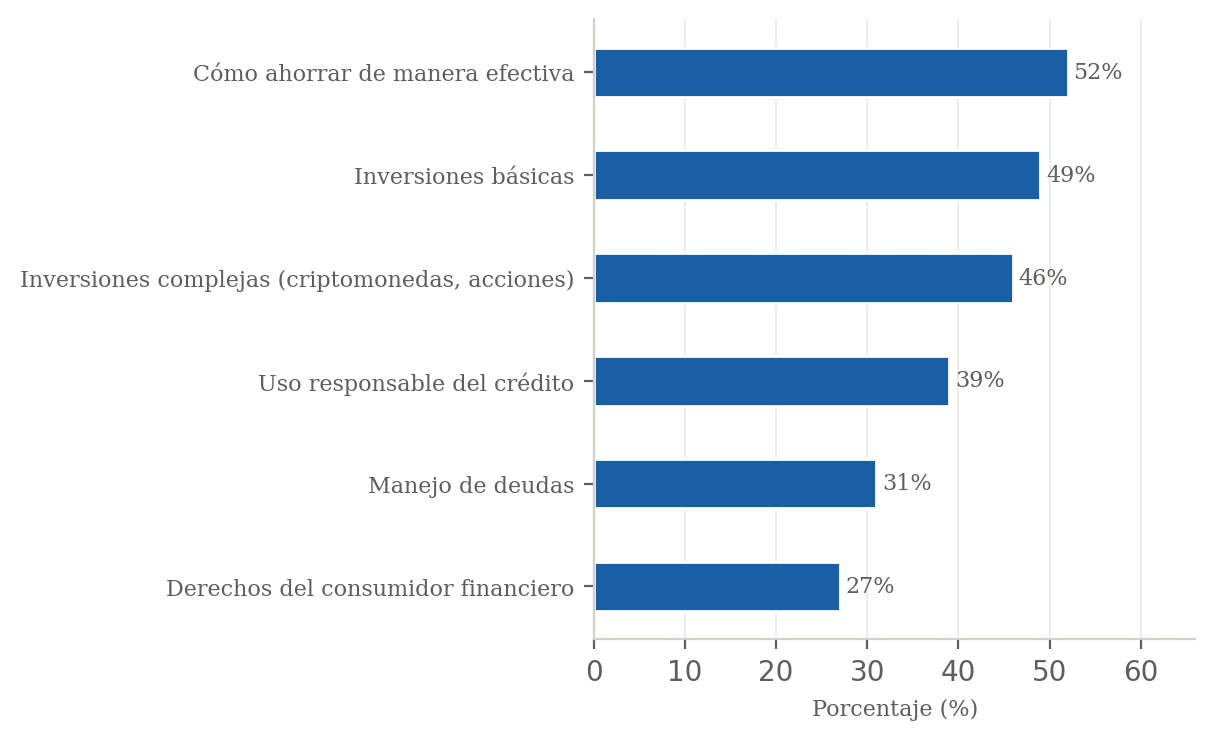 Cómo ahorrar de manera efectiva 52%
Inversiones básicas 49%
Inversiones complejas (criptomonedas, acciones) 46%
Uso responsable del crédito 39%
Manejo de deudas 31%
Derechos del consumidor financiero 27%
0 10 20 30 40 50 60
Porcentaje (%)